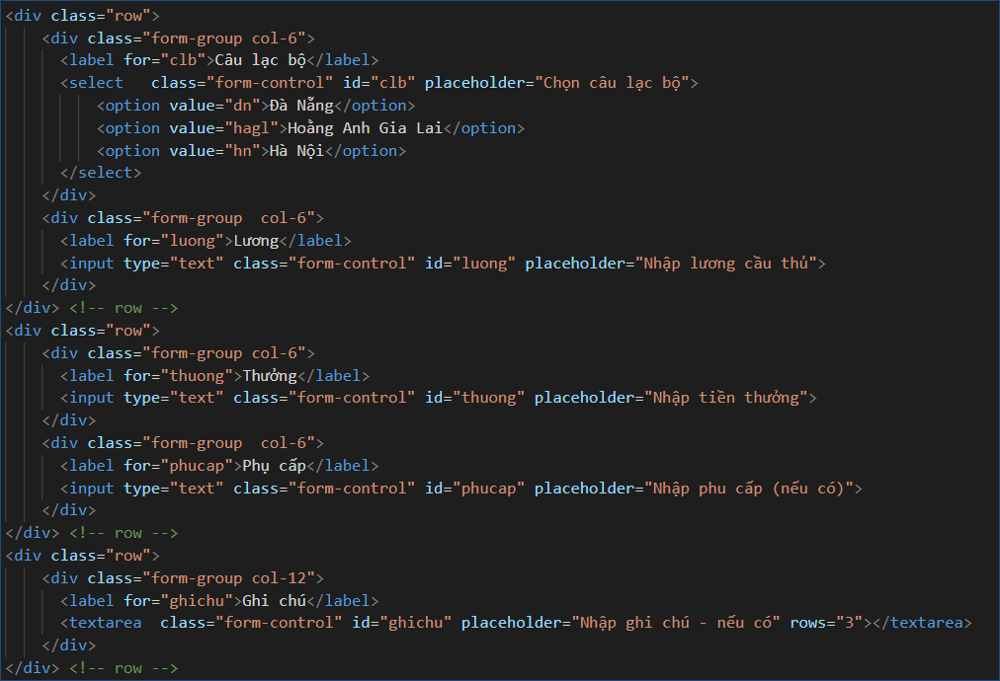 <div class="row">
<div class="form-group col-6">
<label for="clb">Câu lạc bộ</label>
<select   class="form-control" id="clb" placeholder="Chọn câu lạc bộ">
<option value="dn">Đà Nẵng</option>
<option value="hagl">Hoằng Anh Gia Lai</option>
<option value="hn">Hà Nội</option>
</select>
</div>
<div class="form-group  col-6">
<label for="luong">Lương</label>
<input type="text" class="form-control" id="luong" placeholder="Nhập lương cầu thủ">
</div>
</div> <!-- row -->
<div class="row">
<div class="form-group col-6">
<label for="thuong">Thưởng</label>
<input type="text" class="form-control" id="thuong" placeholder="Nhập tiền thưởng">
</div>
<div class="form-group  col-6">
<label for="phucap">Phụ cấp</label>
<input type="text" class="form-control" id="phucap" placeholder="Nhập phu cấp (nếu có)">
</div>
</div> <!-- row -->
<div class="row">
<div class="form-group col-12">
<label for="ghichu">Ghi chú</label>
<textarea  class="form-control" id="ghichu" placeholder="Nhập ghi chú - nếu có" rows="3"></textarea>
</div>
</div> <!-- row -->